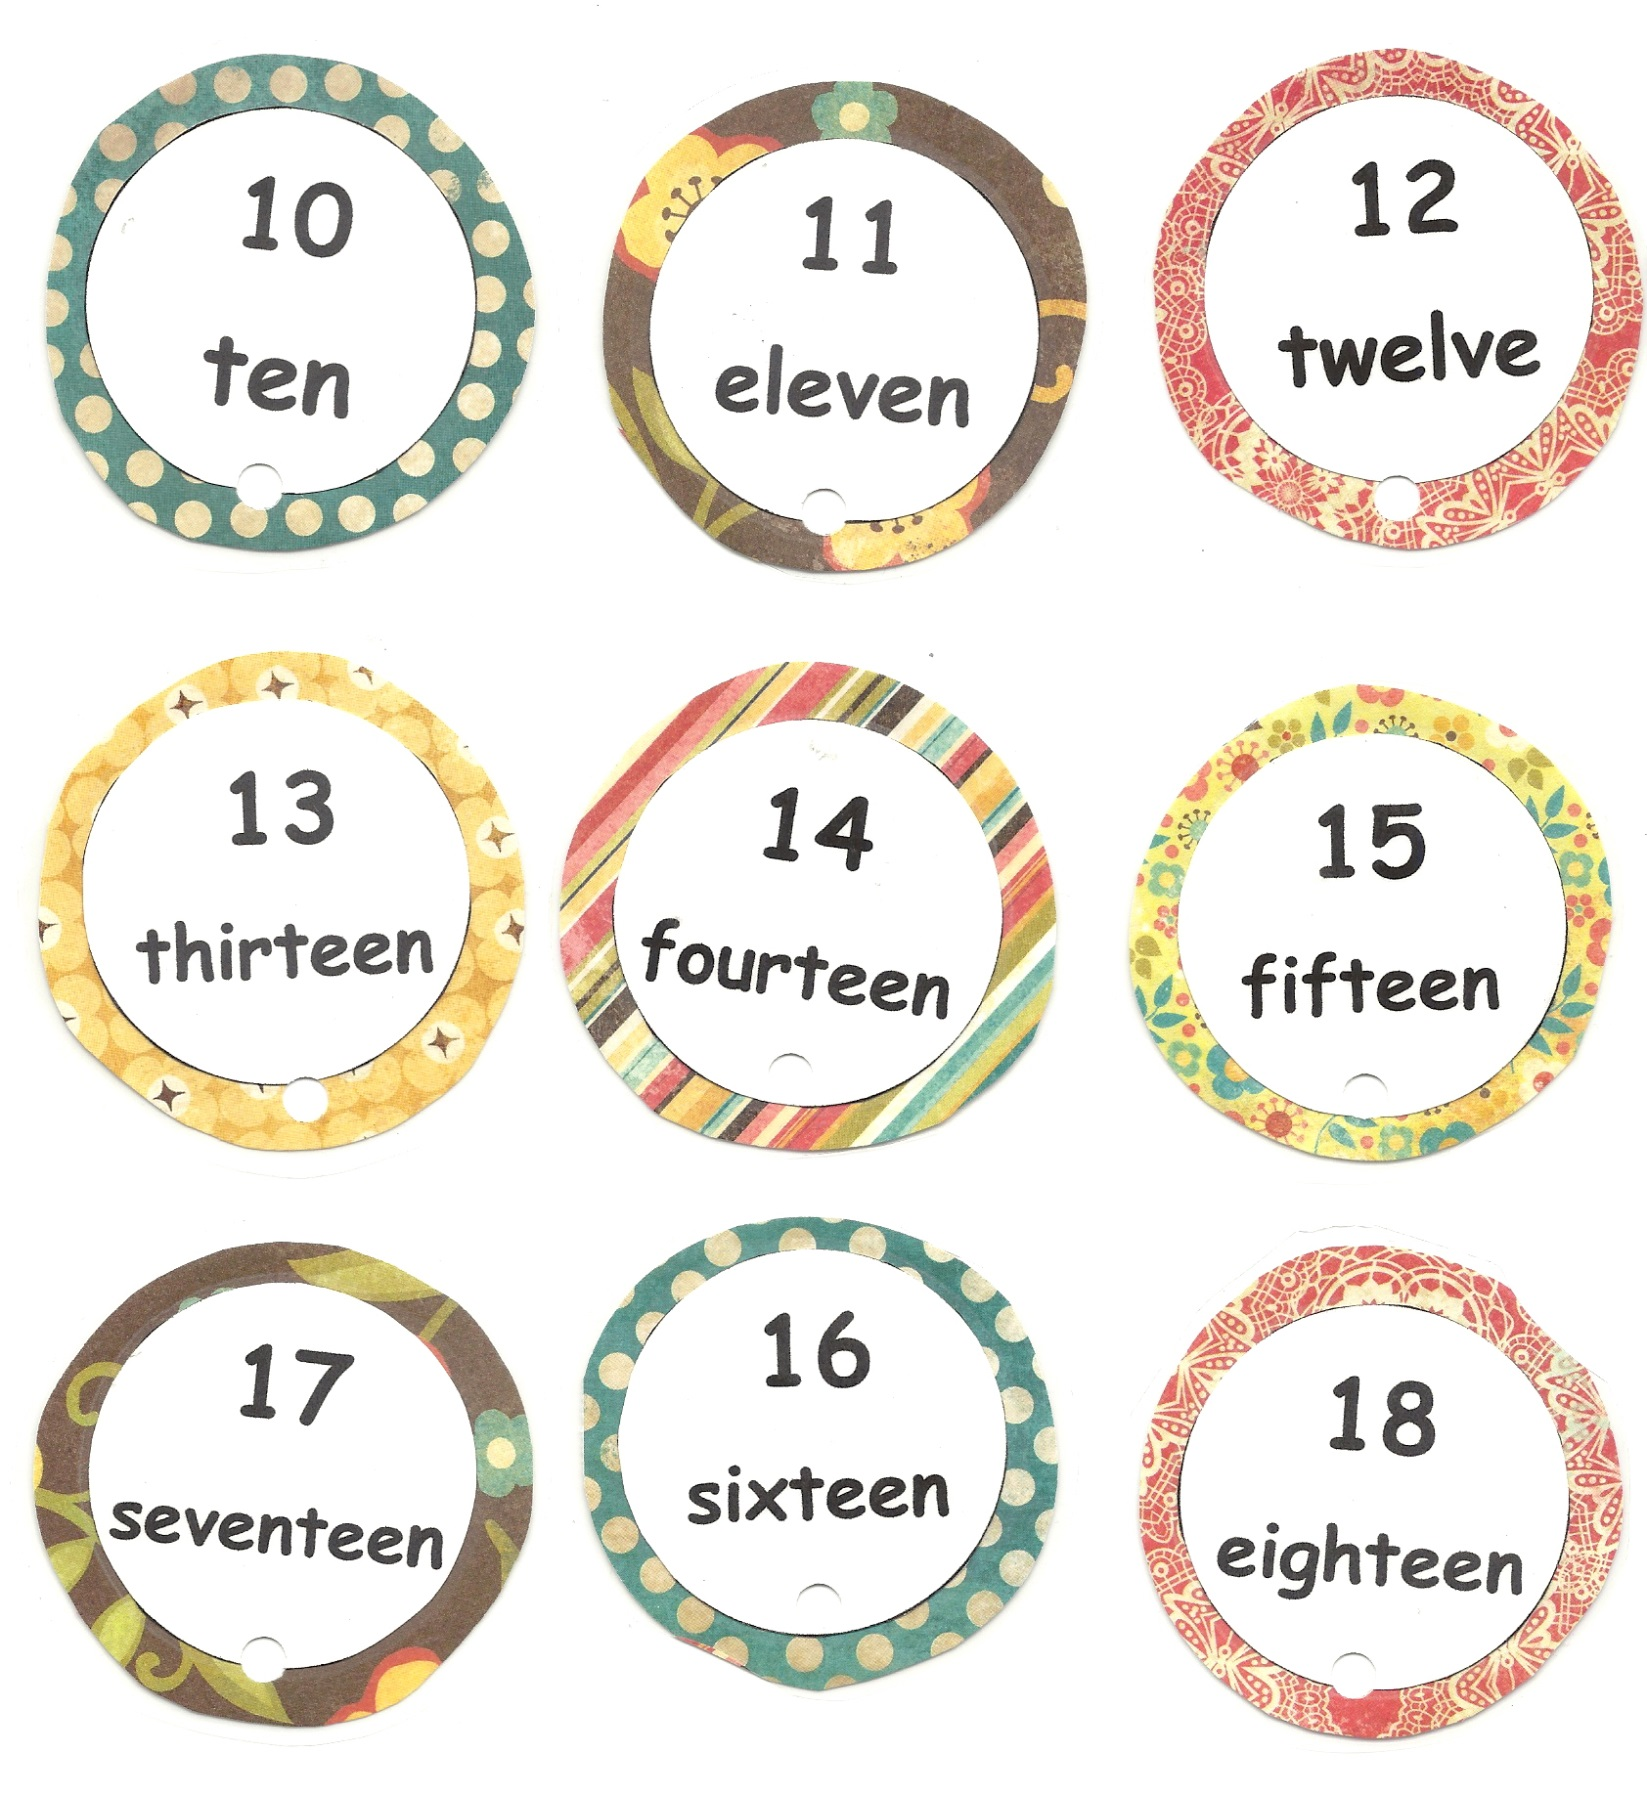 10
ten
11
eleven
12
twelve
13
thirteen
14
fourteen
15
fifteen
17
seventeen
16
sixteen
18
eighteen